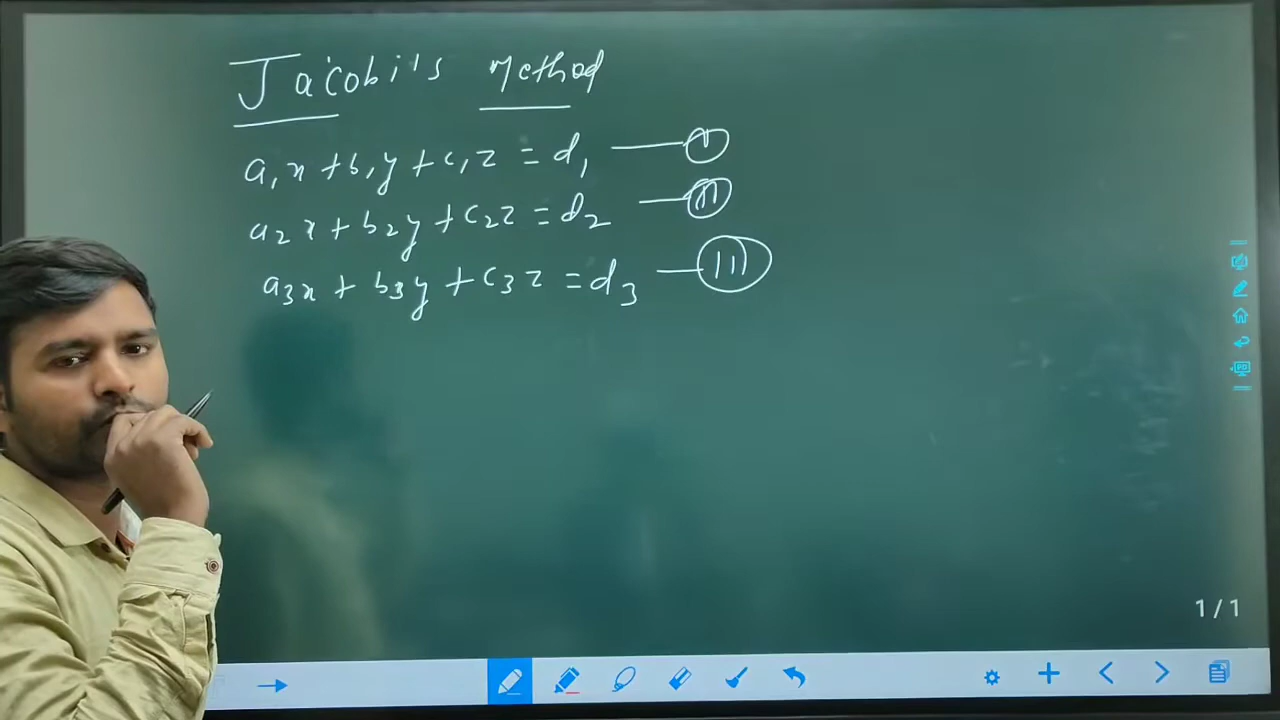 Jacobi's Method
a₁x + b₁y + c₁z = d₁ — I
a₂x + b₂y + c₂z = d₂ — II
a₃x + b₃y + c₃z = d₃ — III
1/1